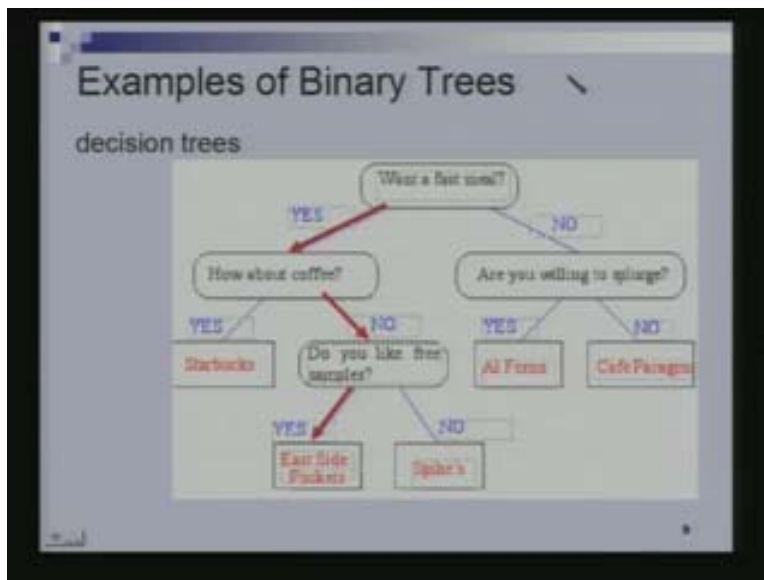 Examples of Binary Trees
decision trees
Want a fast meal?
YES
NO
How about coffee?
Are you willing to splurge?
YES
NO
YES
NO
Starbucks
Do you like free
samples?
Al Forno
Café Paragon
YES
NO
East Side
Pockets
Spike's
9